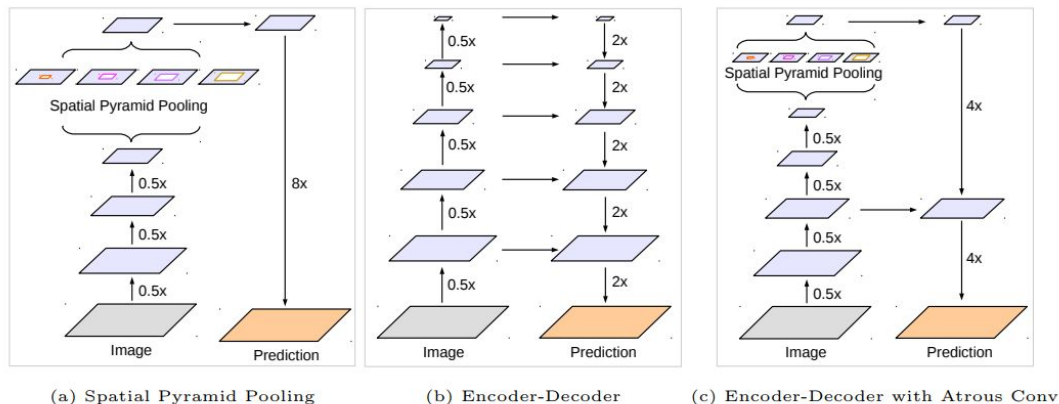 Spatial Pyramid Pooling
0.5x
0.5x
0.5x
8x
Image
Prediction
0.5x
0.5x
0.5x
0.5x
0.5x
2x
2x
2x
2x
2x
Image
Prediction
Spatial Pyramid Pooling
0.5x
0.5x
0.5x
0.5x
4x
4x
Image
Prediction
(a) Spatial Pyramid Pooling
(b) Encoder-Decoder
(c) Encoder-Decoder with Atrous Conv